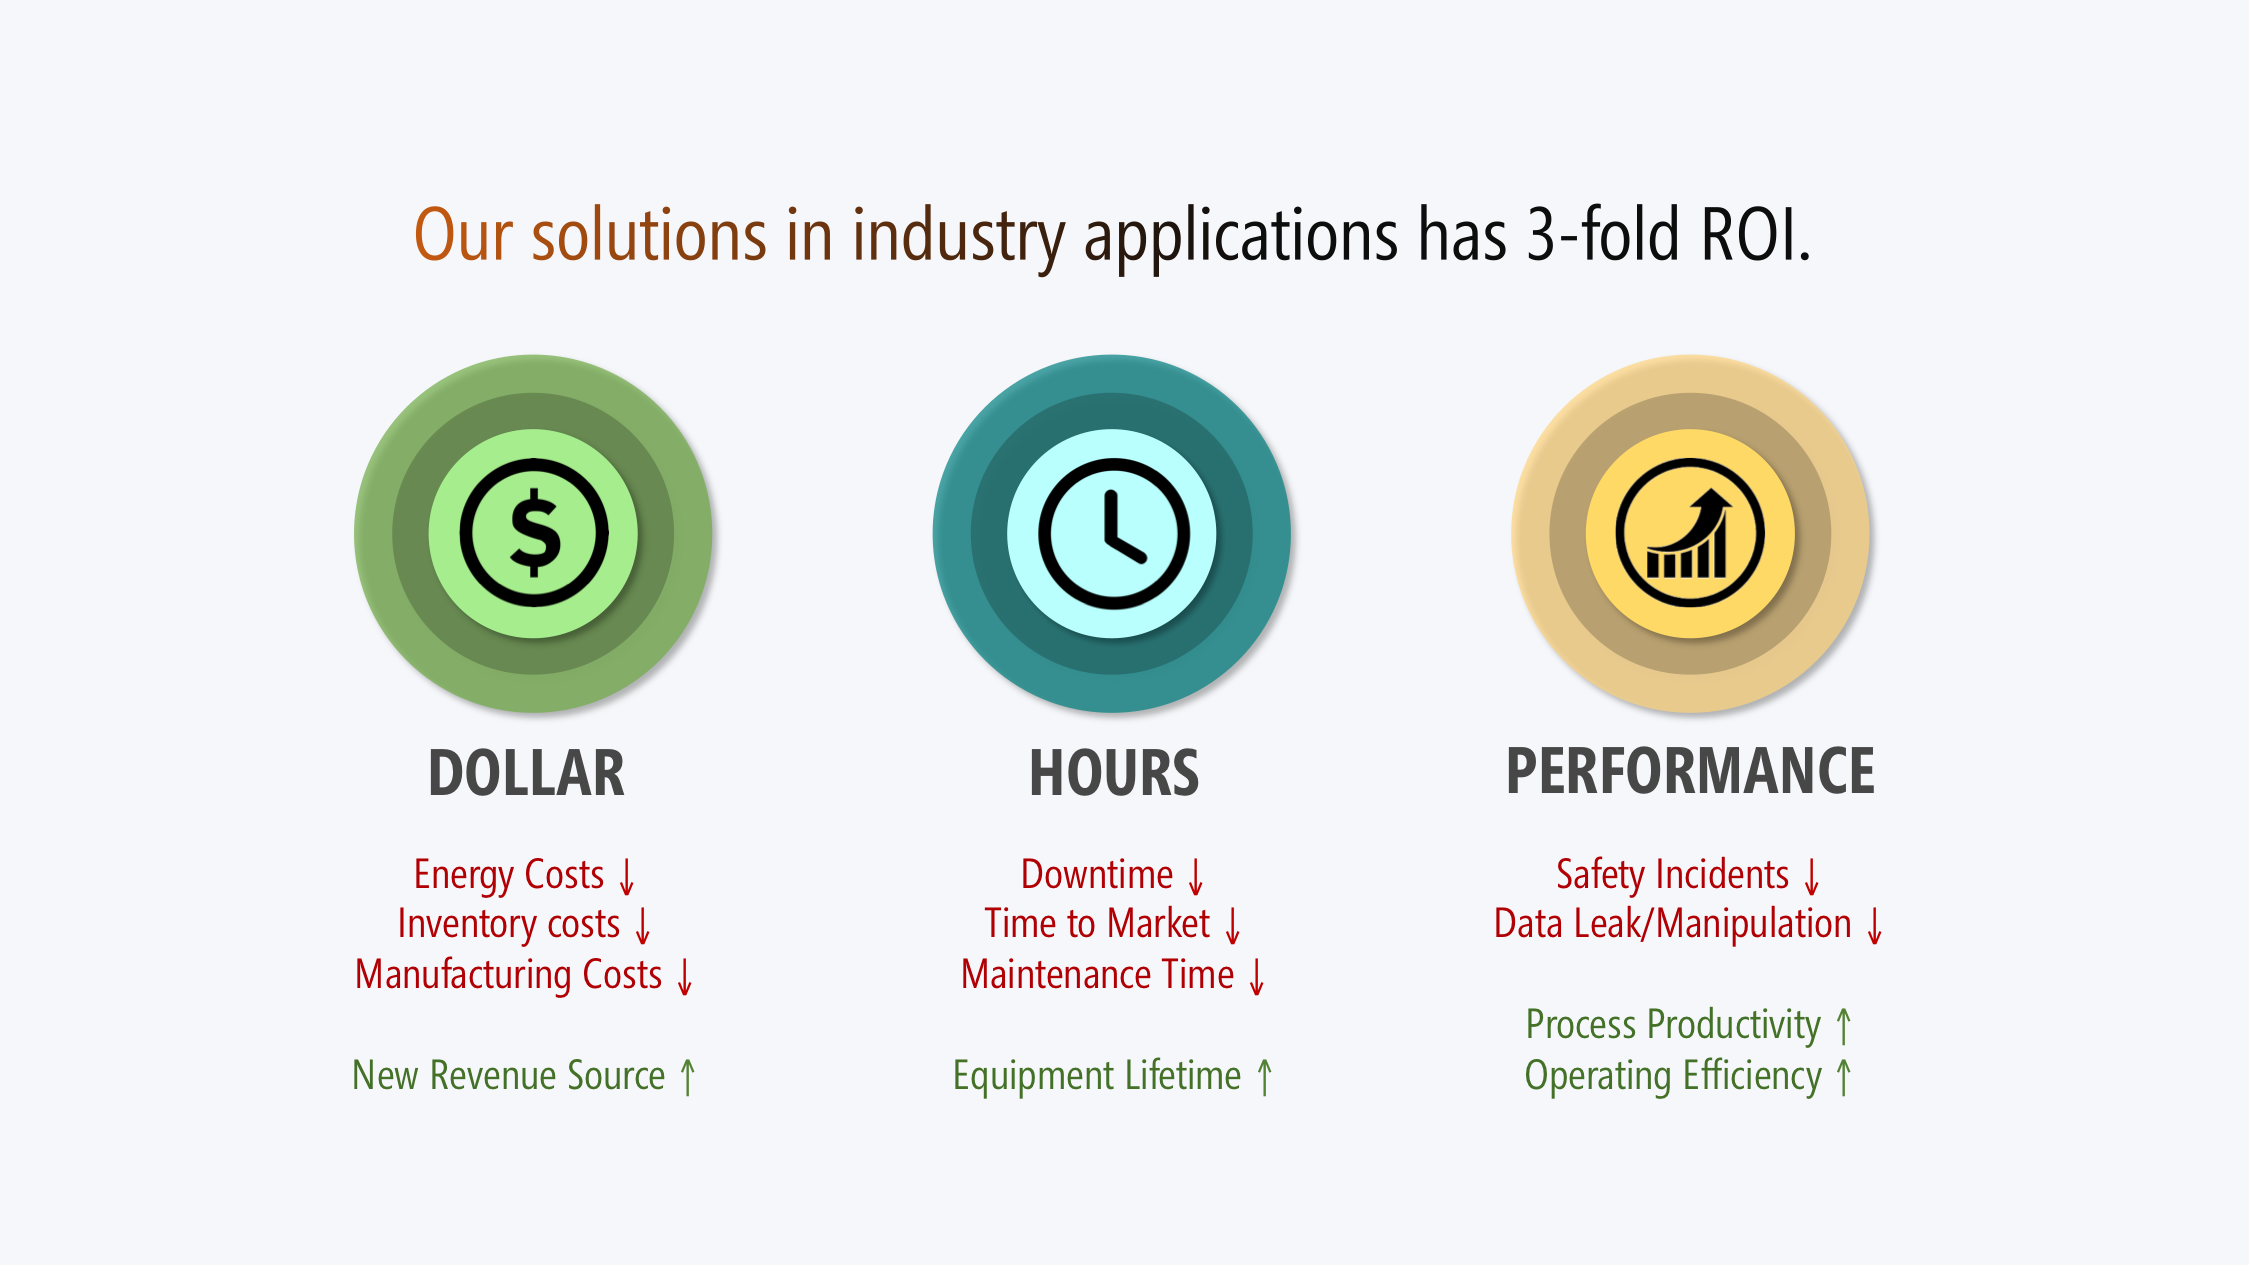 Our solutions in industry applications has 3-fold ROI.
$
DOLLAR
Energy Costs ↓
Inventory costs ↓
Manufacturing Costs ↓
New Revenue Source ↑
HOURS
Downtime ↓
Time to Market ↓
Maintenance Time ↓
Equipment Lifetime ↑
PERFORMANCE
Safety Incidents ↓
Data Leak/Manipulation ↓
Process Productivity ↑
Operating Efficiency ↑